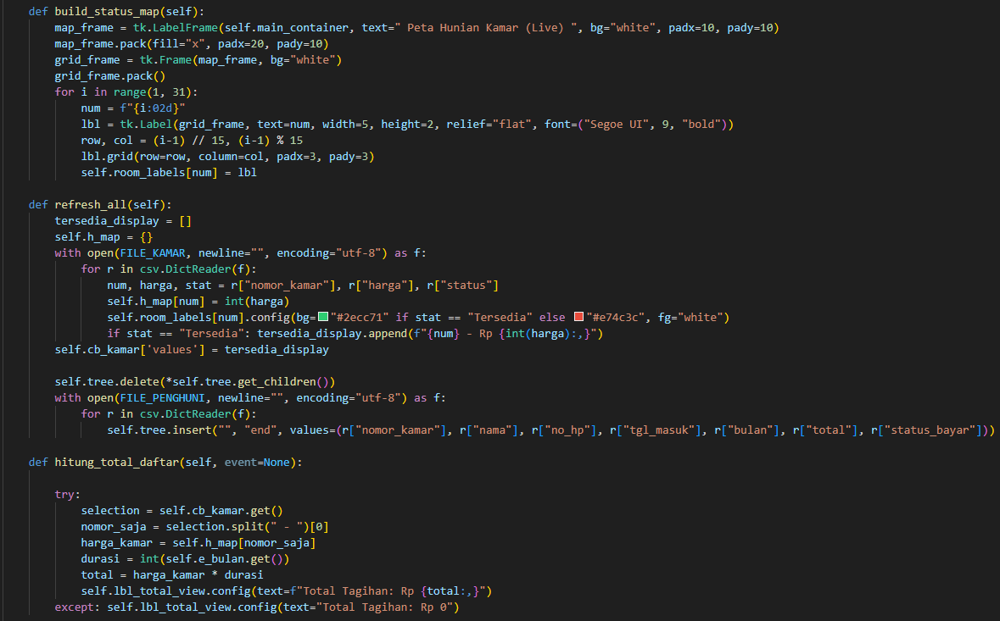 def build_status_map(self):
    map_frame = tk.LabelFrame(self.main_container, text=" Peta Hunian Kamar (Live) ", bg="white", padx=10, pady=10)
    map_frame.pack(fill="x", padx=20, pady=10)
    grid_frame = tk.Frame(map_frame, bg="white")
    grid_frame.pack()
    for i in range(1, 31):
        num = f"{i:02d}"
        lbl = tk.Label(grid_frame, text=num, width=5, height=2, relief="flat", font=("Segoe UI", 9, "bold"))
        row, col = (i-1) // 15, (i-1) % 15
        lbl.grid(row=row, column=col, padx=3, pady=3)
        self.room_labels[num] = lbl

def refresh_all(self):
    tersedia_display = []
    self.h_map = {}
    with open(FILE_KAMAR, newline="", encoding="utf-8") as f:
        for r in csv.DictReader(f):
            num, harga, stat = r["nomor_kamar"], r["harga"], r["status"]
            self.h_map[num] = int(harga)
            self.room_labels[num].config(bg="#2ecc71" if stat == "Tersedia" else "#e74c3c", fg="white")
            if stat == "Tersedia": tersedia_display.append(f"{num} - Rp {int(harga):,}")
    self.cb_kamar['values'] = tersedia_display

    self.tree.delete(*self.tree.get_children())
    with open(FILE_PENGHUNI, newline="", encoding="utf-8") as f:
        for r in csv.DictReader(f):
            self.tree.insert("", "end", values=(r["nomor_kamar"], r["nama"], r["no_hp"], r["tgl_masuk"], r["bulan"], r["total"], r["status_bayar"]))

def hitung_total_daftar(self, event=None):

    try:
        selection = self.cb_kamar.get()
        nomor_saja = selection.split(" - ")[0]
        harga_kamar = self.h_map[nomor_saja]
        durasi = int(self.e_bulan.get())
        total = harga_kamar * durasi
        self.lbl_total_view.config(text=f"Total Tagihan: Rp {total:,}")
    except: self.lbl_total_view.config(text="Total Tagihan: Rp 0")